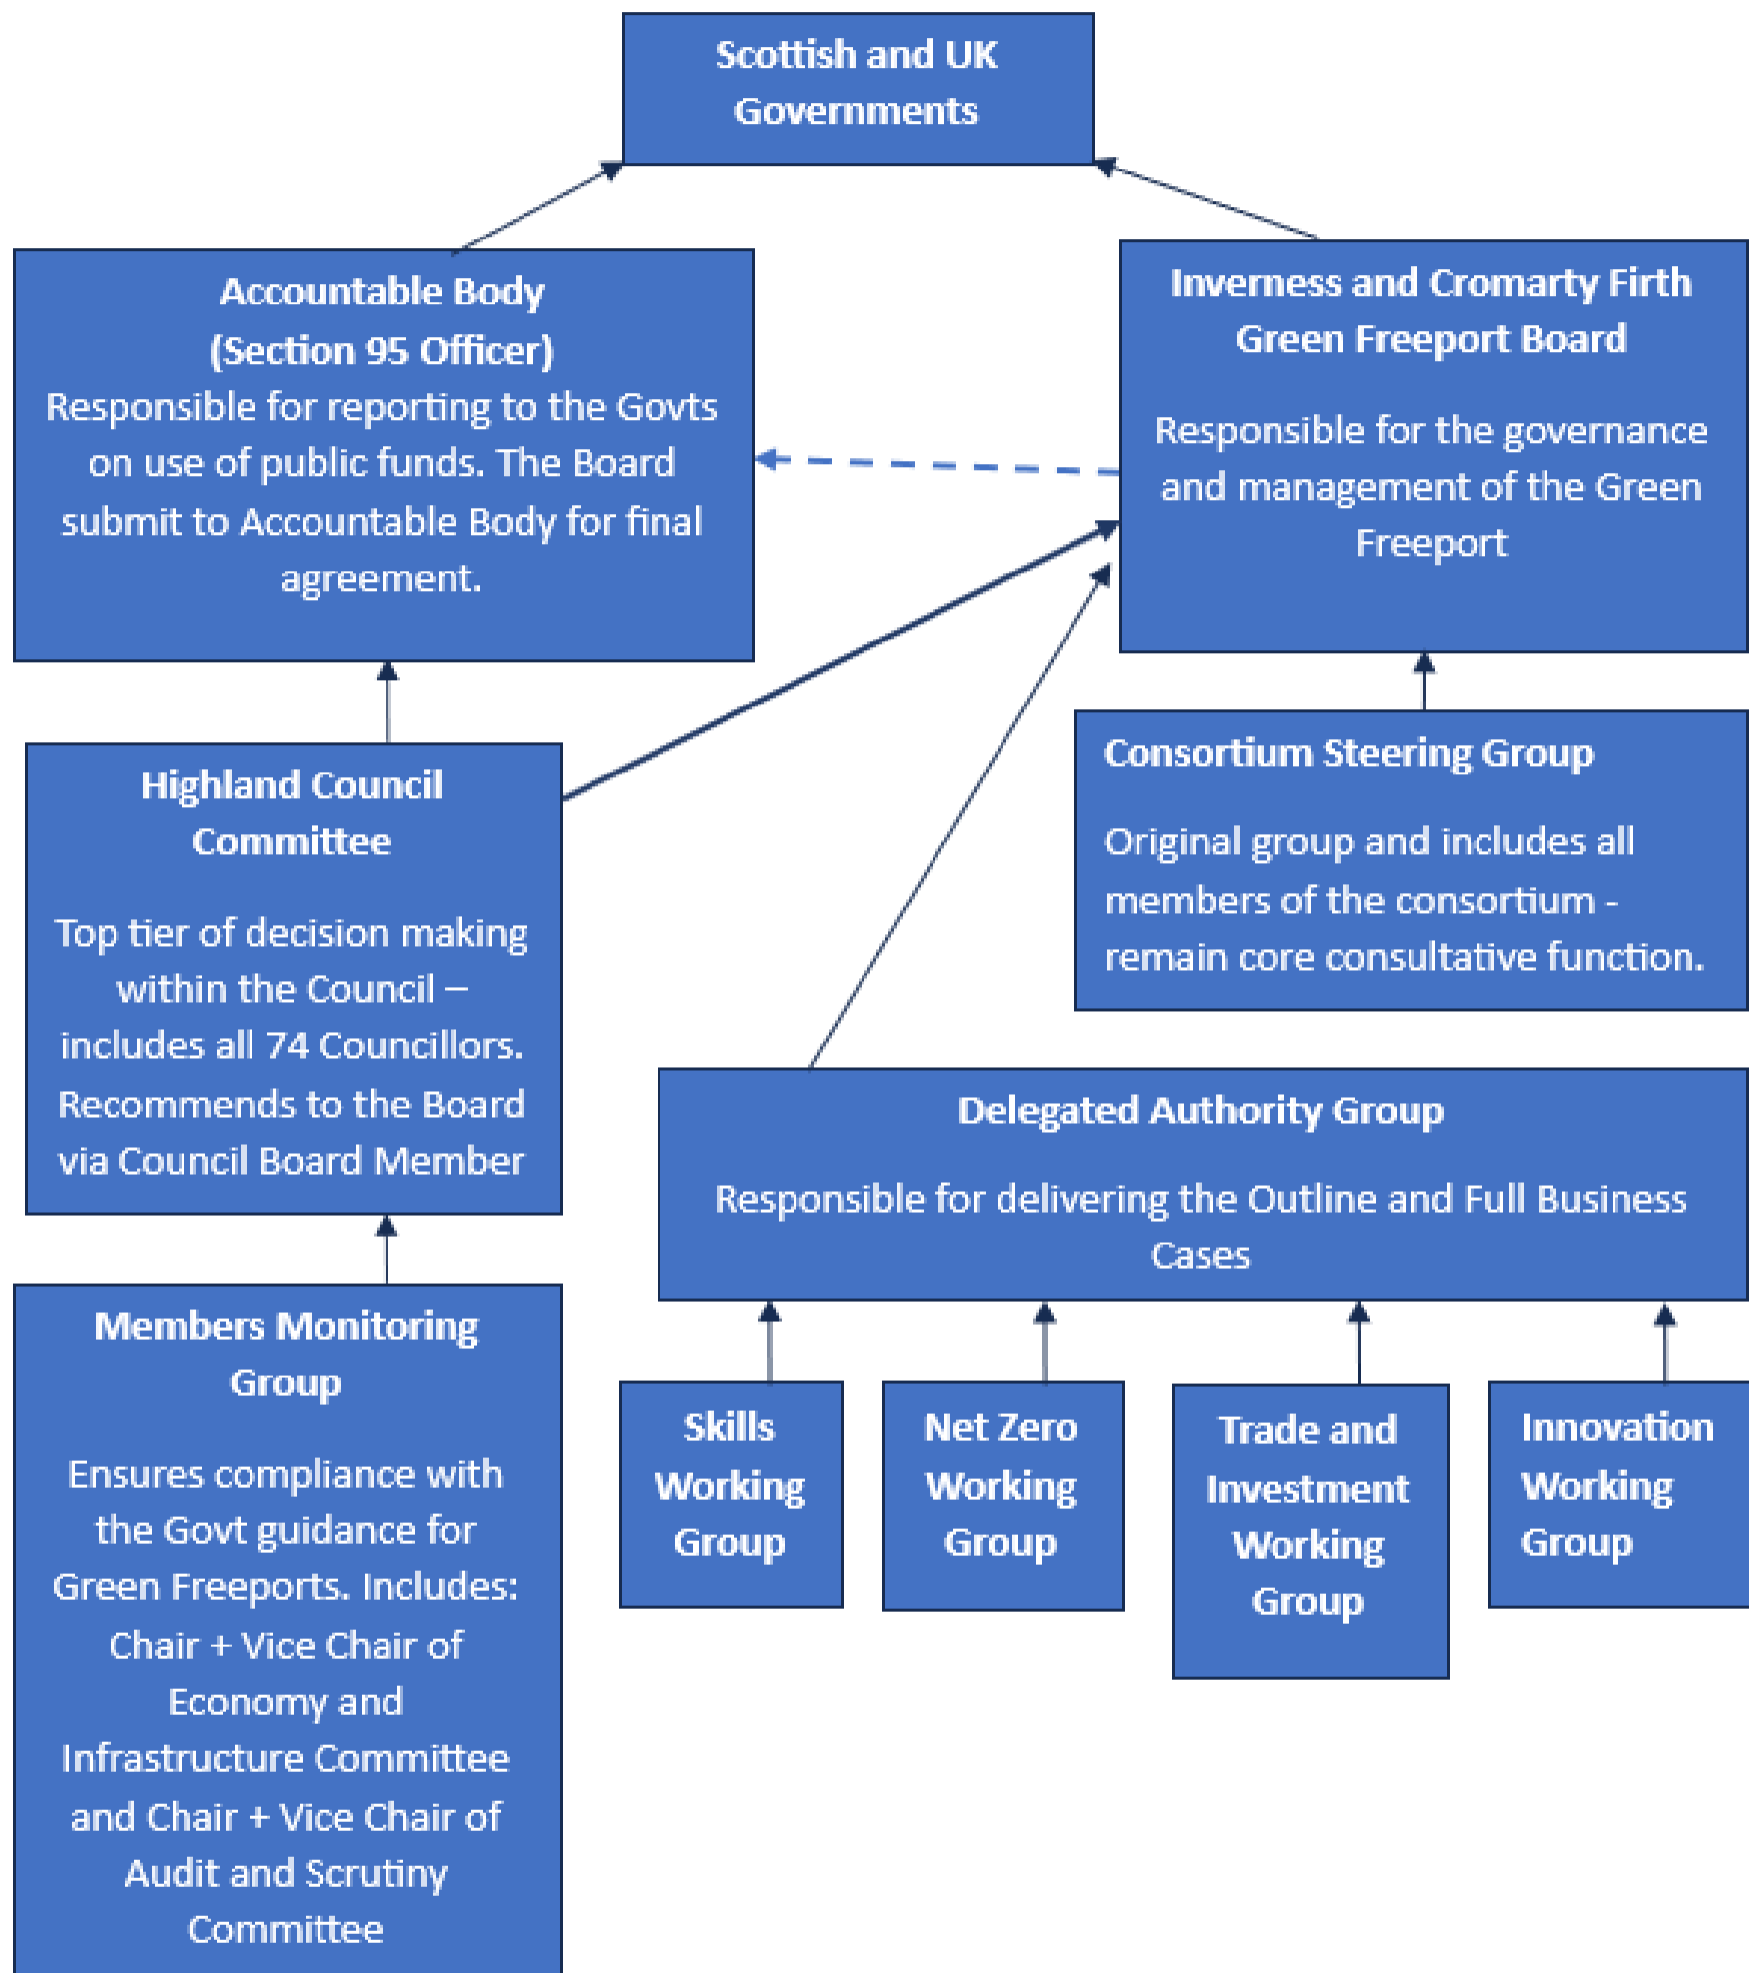 Scottish and UK
Governments
Accountable Body
(Section 95 Officer)
Responsible for reporting to the Govts
on use of public funds. The Board
submit to Accountable Body for final
agreement.
Inverness and Cromarty Firth
Green Freeport Board
Responsible for the governance
and management of the Green
Freeport
Highland Council
Committee
Top tier of decision making
within the Council –
includes all 74 Councillors.
Recommends to the Board
via Council Board Member
Consortium Steering Group
Original group and includes all
members of the consortium -
remain core consultative function.
Delegated Authority Group
Responsible for delivering the Outline and Full Business
Cases
Members Monitoring
Group
Ensures compliance with
the Govt guidance for
Green Freeports. Includes:
Chair + Vice Chair of
Economy and
Infrastructure Committee
and Chair + Vice Chair of
Audit and Scrutiny
Committee
Skills
Working
Group
Net Zero
Working
Group
Trade and
Investment
Working
Group
Innovation
Working
Group